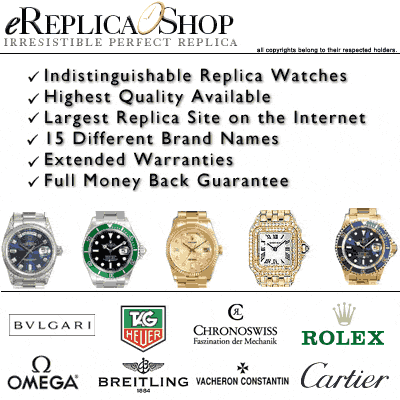 eReplicaShop
IRRESISTIBLE PERFECT REPLICA
all copyrights belong to their respected holders.
✓ Indistinguishable Replica Watches
✓ Highest Quality Available
✓ Largest Replica Site on the Internet
✓ 15 Different Brand Names
✓ Extended Warranties
✓ Full Money Back Guarantee
BVLGARI
TAG
HEUER
CR
CHRONOSWISS
Faszination der Mechanik
ROLEX
Ω
OMEGA
BREITLING
1884
VACHERON CONSTANTIN
Cartier